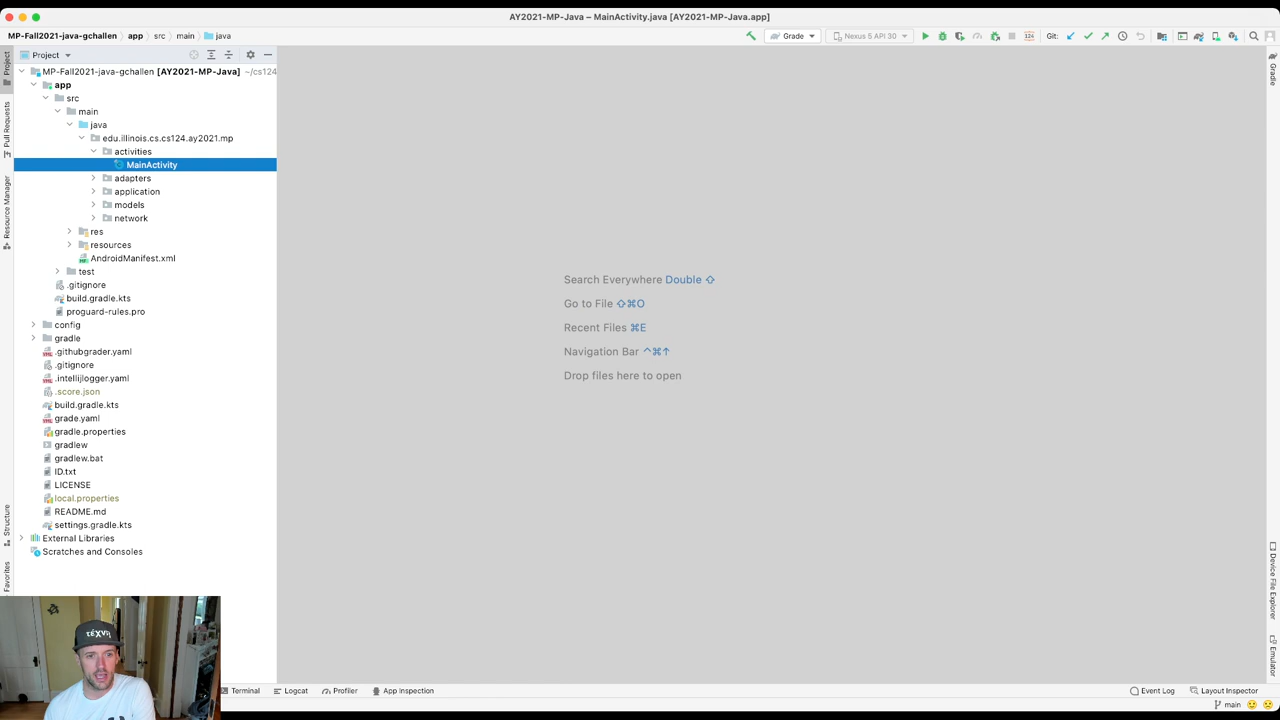 AY2021-MP-Java – MainActivity.java [AY2021-MP-Java.app]
MP-Fall2021-java-gchallen app src main java
Grade
Nexus 5 API 30
Git:
Project
Project
MP-Fall2021-java-gchallen [AY2021-MP-Java] ~/cs124
app
src
main
java
edu.illinois.cs.cs124.ay2021.mp
activities
MainActivity
adapters
application
models
network
res
resources
AndroidManifest.xml
test
.gitignore
build.gradle.kts
proguard-rules.pro
config
gradle
.githubgrader.yaml
.gitignore
.intellijlogger.yaml
.score.json
build.gradle.kts
grade.yaml
gradle.properties
gradlew
gradlew.bat
ID.txt
LICENSE
local.properties
README.md
settings.gradle.kts
External Libraries
Scratches and Consoles
Pull Requests
Resource Manager
Structure
Favorites
Search Everywhere Double ⇧
Go to File ⇧⌘O
Recent Files ⌘E
Navigation Bar ^⌘↑
Drop files here to open
Gradle
Device File Explorer
Emulator
τέχνη
Terminal Logcat Profiler App Inspection
Event Log Layout Inspector
main